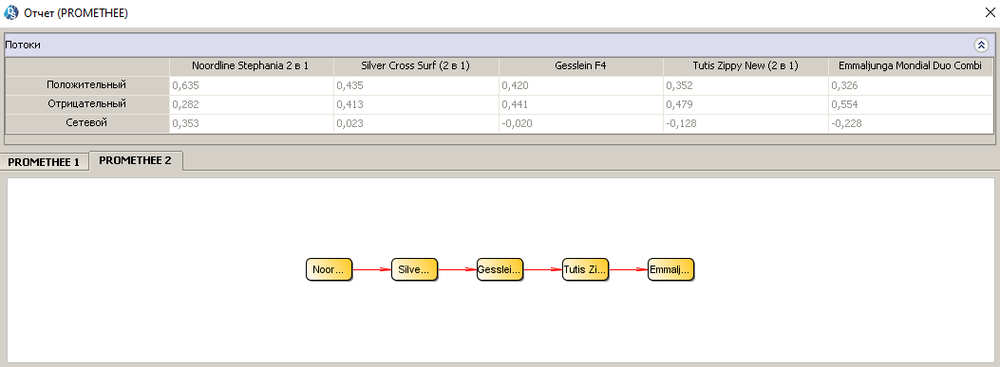 Отчет (PROMETHEE)
Потоки
Noordline Stephania 2 в 1 Silver Cross Surf (2 в 1) Gesslein F4 Tutis Zippy New (2 в 1) Emmaljunga Mondial Duo Combi
Положительный 0,635 0,435 0,420 0,352 0,326
Отрицательный 0,282 0,413 0,441 0,479 0,554
Сетевой 0,353 0,023 -0,020 -0,128 -0,228
PROMETHEE 1 PROMETHEE 2
Noor... Silve... Gesslei... Tutis Zi... Emmalj...